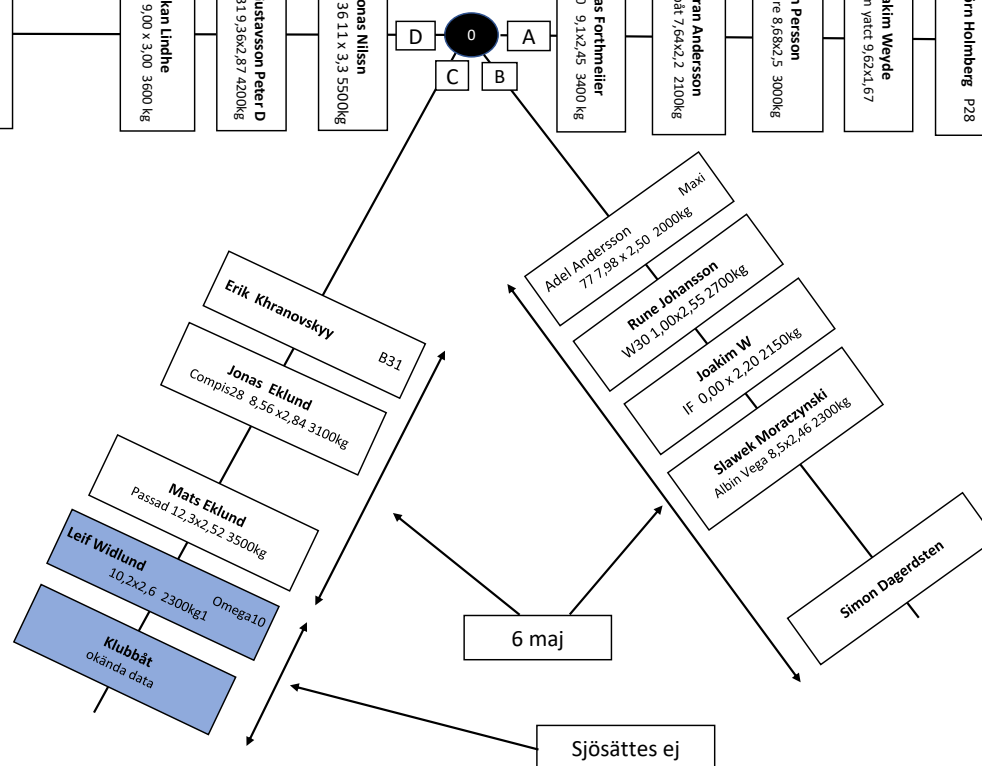 kan Lindhe
9,00 x 3,00 3600 kg
ustavsson Peter D
31 9,36x2,87 4200kg
onas Nilssn
36 11 x 3,3 5500kg
D
0
A
C
B
as Forthmeiier
0 9,1x2,45 3400 kg
ran Andersson
båt 7,64x2,2 2100kg
n Persson
re 8,68x2,5 3000kg
akim Weyde
n yatct 9,62x1,67
örn Holmberg P28
Adel Andersson Maxi
77 7,98 x 2,50 2000kg
Rune Johansson
W30 1,00x2,55 2700kg
Joakim W
IF 0,00 x 2,20 2150kg
Slawek Moraczynski
Albin Vega 8,5x2,46 2300kg
Simon Dagerdsten
Erik Khranovskyy
B31
Jonas Eklund
Compis28 8,56 x2,84 3100kg
Mats Eklund
Passad 12,3x2,52 3500kg
Leif Widlund Omega10
10,2x2,6 2300kg1
Klubbåt
okända data
6 maj
Sjösättes ej